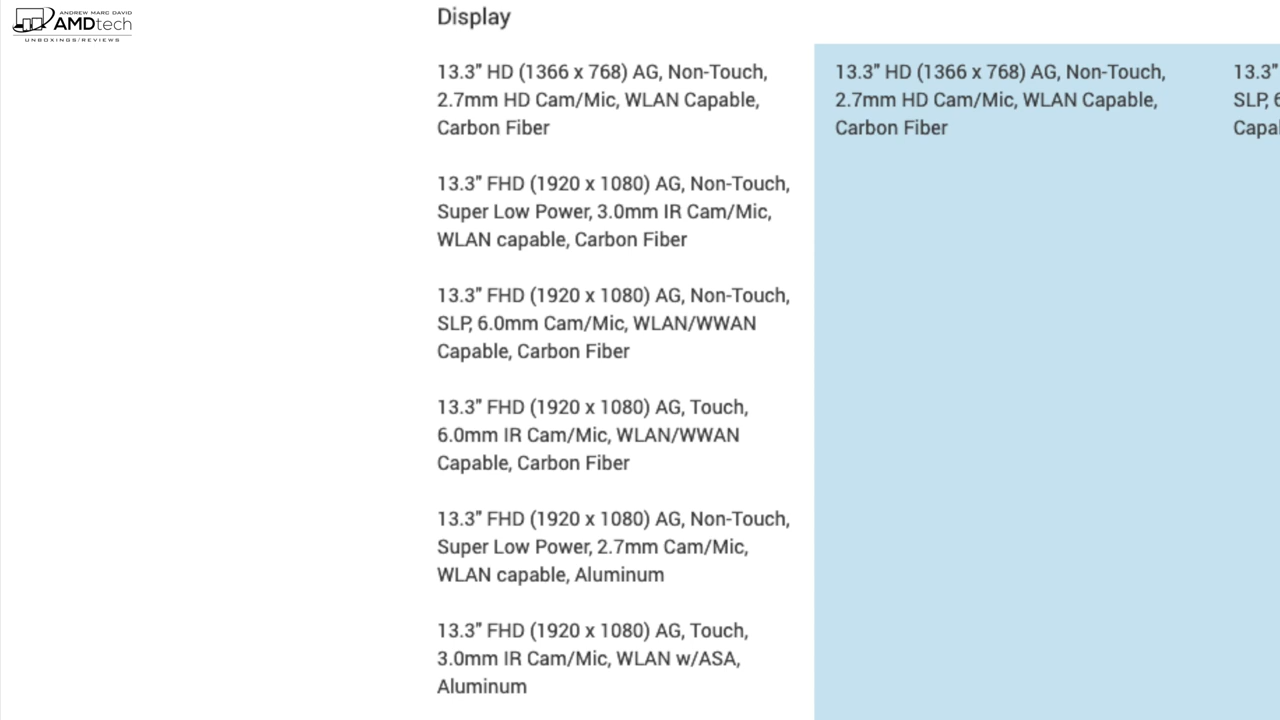 ANDREW MARC DAVID
AMDtech
UNBOXINGS/REVIEWS
Display
13.3" HD (1366 x 768) AG, Non-Touch,
2.7mm HD Cam/Mic, WLAN Capable,
Carbon Fiber
13.3" FHD (1920 x 1080) AG, Non-Touch,
Super Low Power, 3.0mm IR Cam/Mic,
WLAN capable, Carbon Fiber
13.3" FHD (1920 x 1080) AG, Non-Touch,
SLP, 6.0mm Cam/Mic, WLAN/WWAN
Capable, Carbon Fiber
13.3" FHD (1920 x 1080) AG, Touch,
6.0mm IR Cam/Mic, WLAN/WWAN
Capable, Carbon Fiber
13.3" FHD (1920 x 1080) AG, Non-Touch,
Super Low Power, 2.7mm Cam/Mic,
WLAN capable, Aluminum
13.3" FHD (1920 x 1080) AG, Touch,
3.0mm IR Cam/Mic, WLAN w/ASA,
Aluminum
13.3" HD (1366 x 768) AG, Non-Touch,
2.7mm HD Cam/Mic, WLAN Capable,
Carbon Fiber
13.3"
SLP,